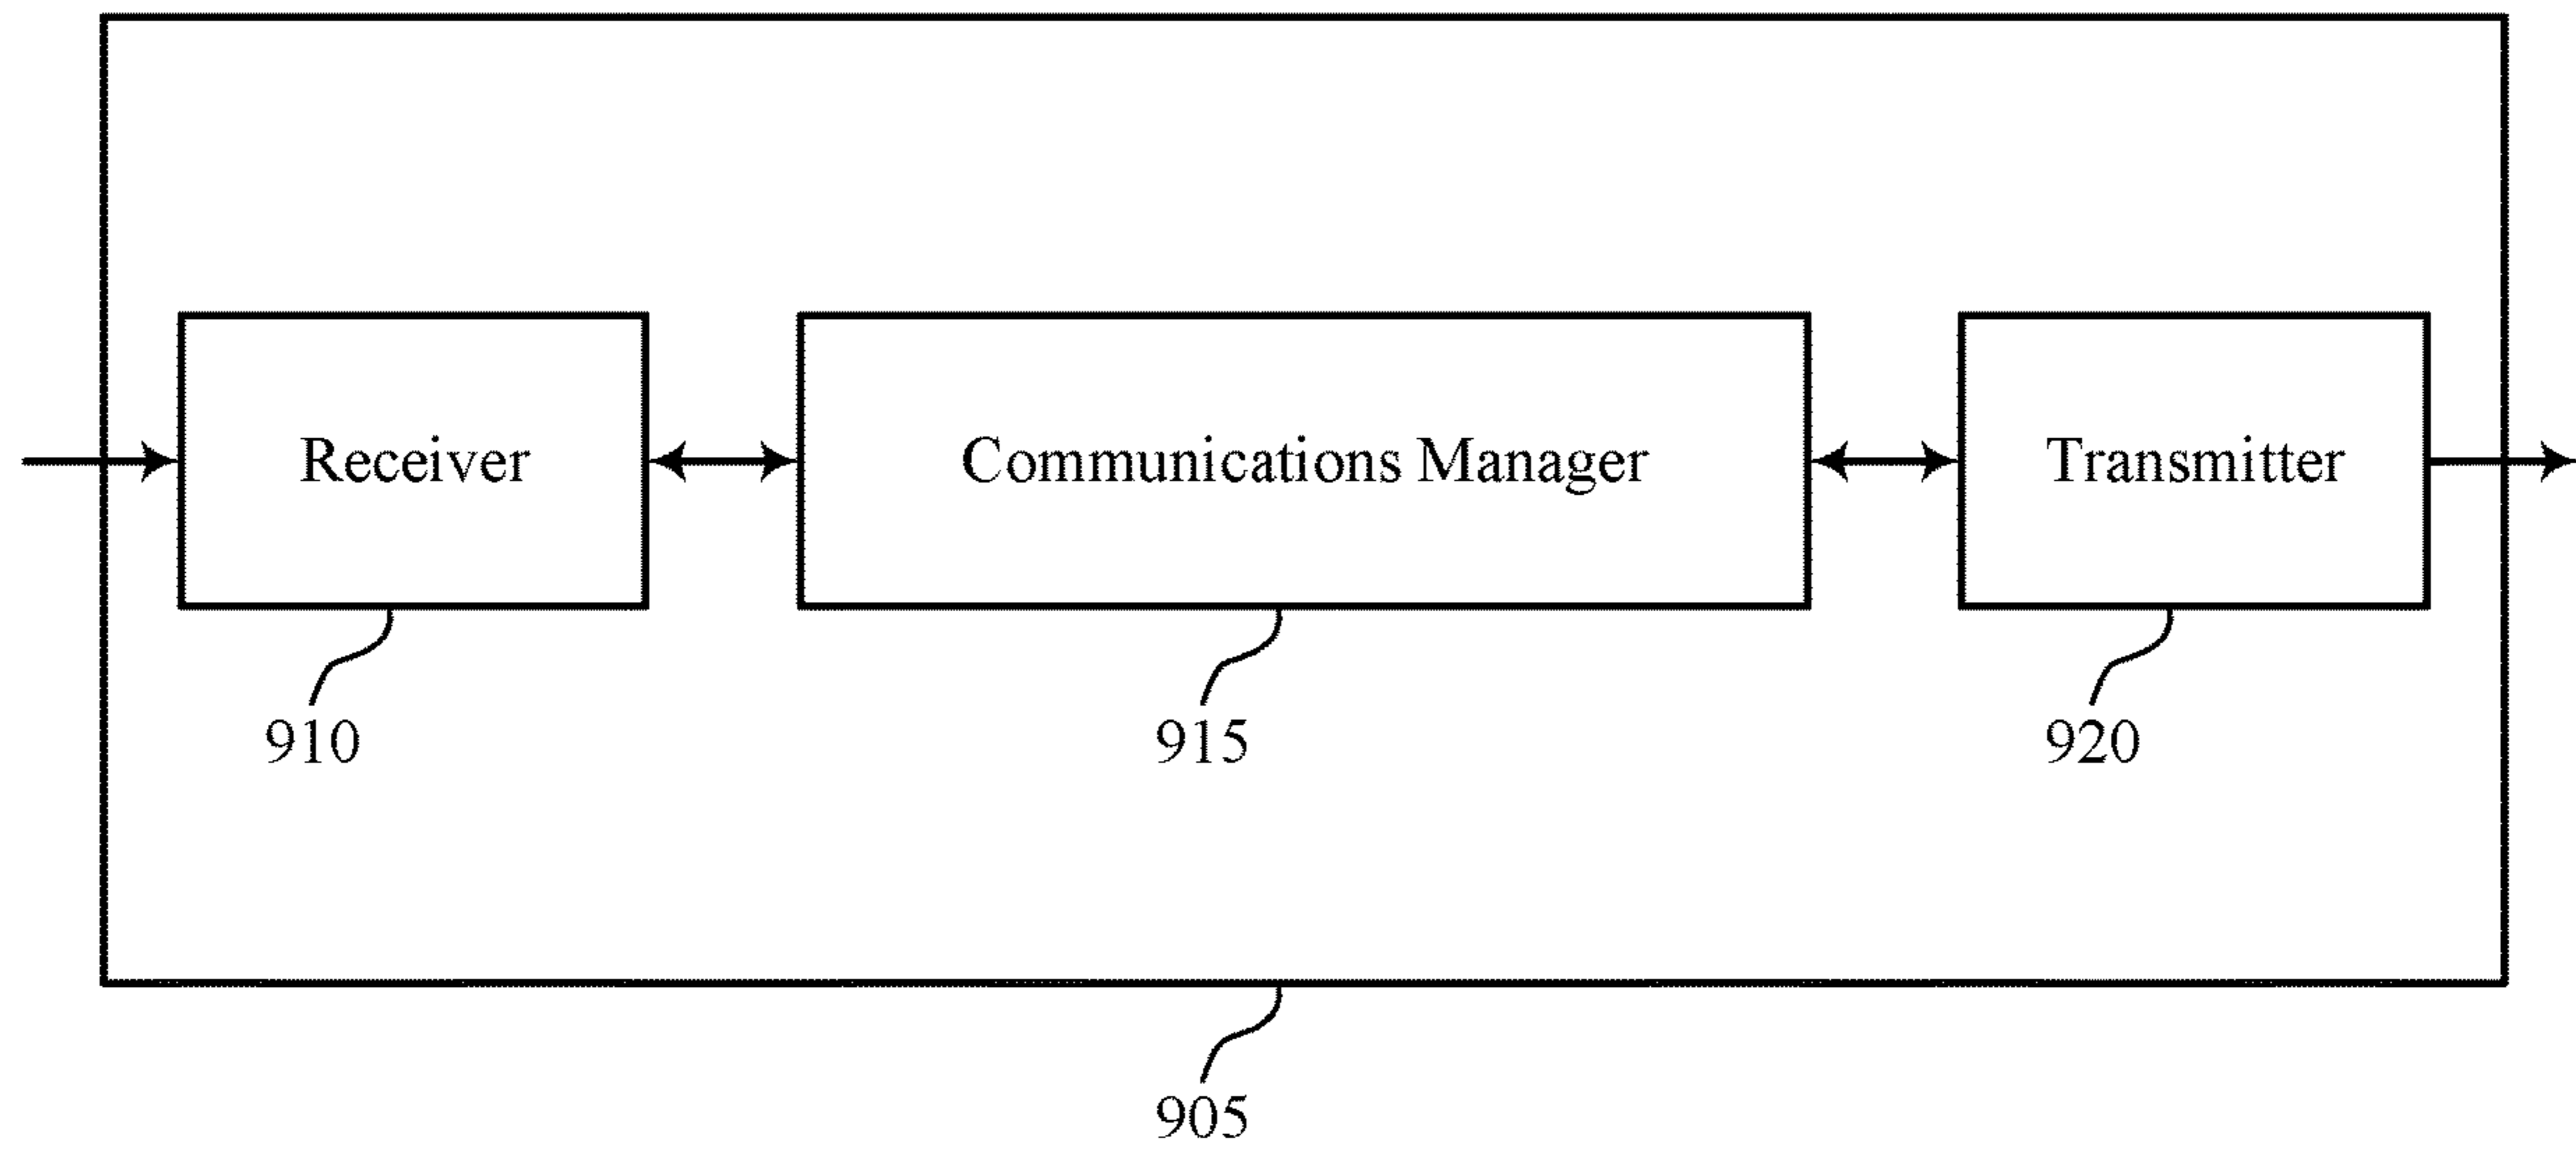 Receiver
Communications Manager
Transmitter
910
915
920
905